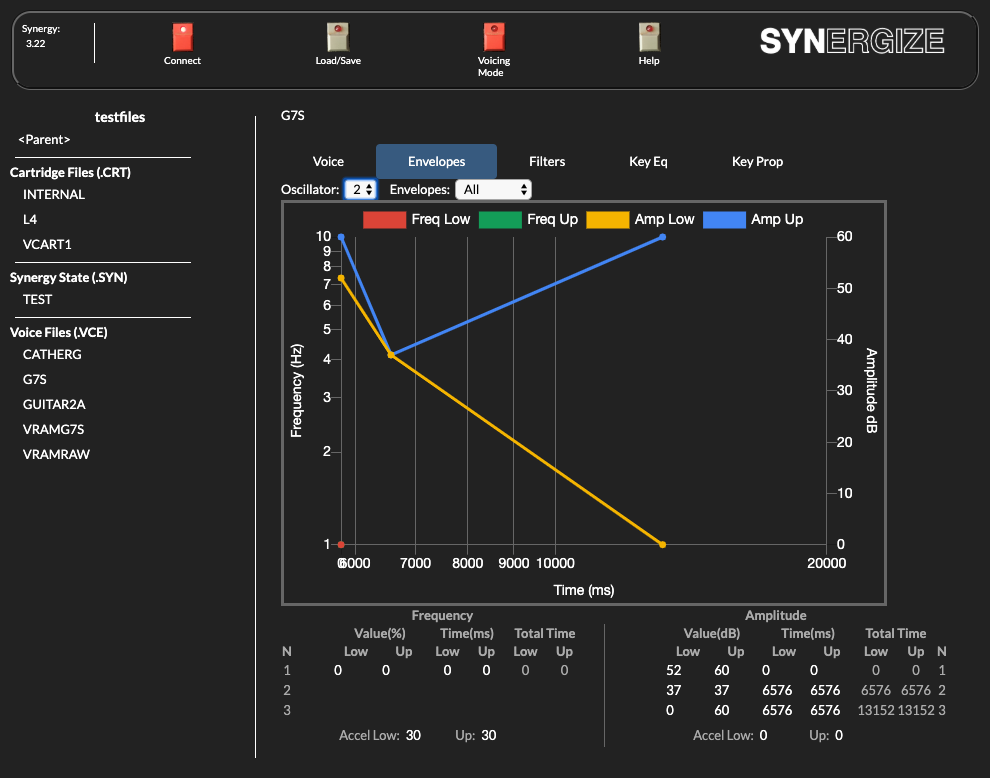 Synergy:
3.22
Connect
Load/Save
Voicing
Mode
Help
SYNERGIZE
testfiles
<Parent>
Cartridge Files (.CRT)
INTERNAL
L4
VCART1
Synergy State (.SYN)
TEST
Voice Files (.VCE)
CATHERG
G7S
GUITAR2A
VRAMG7S
VRAMRAW
G7S
Voice Envelopes Filters Key Eq Key Prop
Oscillator: 2 Envelopes: All
Freq Low Freq Up Amp Low Amp Up
10
9
8
7
6
5
4
3
2
1
Frequency (Hz)
60
50
40
30
20
10
0
Amplitude dB
0 6000 7000 8000 9000 10000 20000
Time (ms)
Frequency Amplitude
Value(%) Time(ms) Total Time Value(dB) Time(ms) Total Time
N Low Up Low Up Low Up Low Up Low Up Low Up N
1 0 0 0 0 0 0 52 60 0 0 0 0 1
2 37 37 6576 6576 6576 6576 2
3 0 60 6576 6576 13152 13152 3
Accel Low: 30 Up: 30 Accel Low: 0 Up: 0